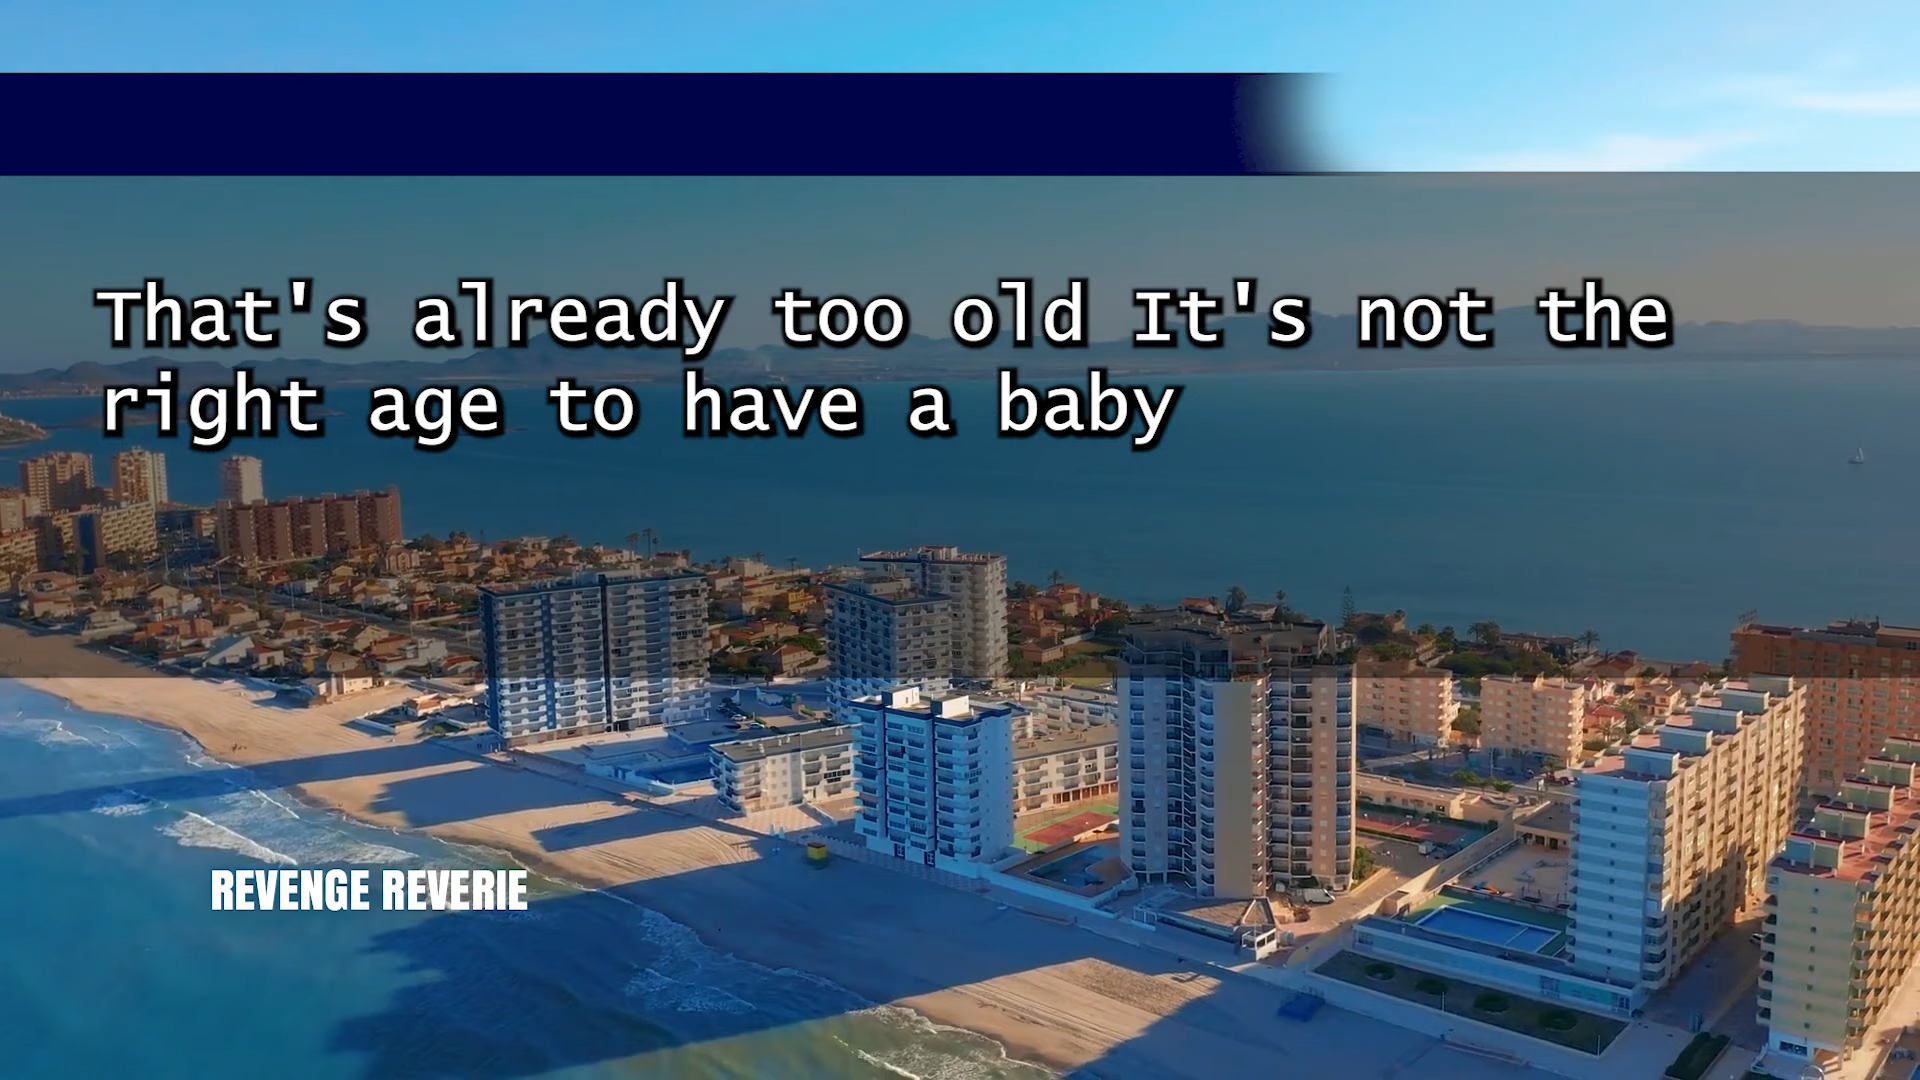 That's already too old It's not the
right age to have a baby
REVENGE REVERIE